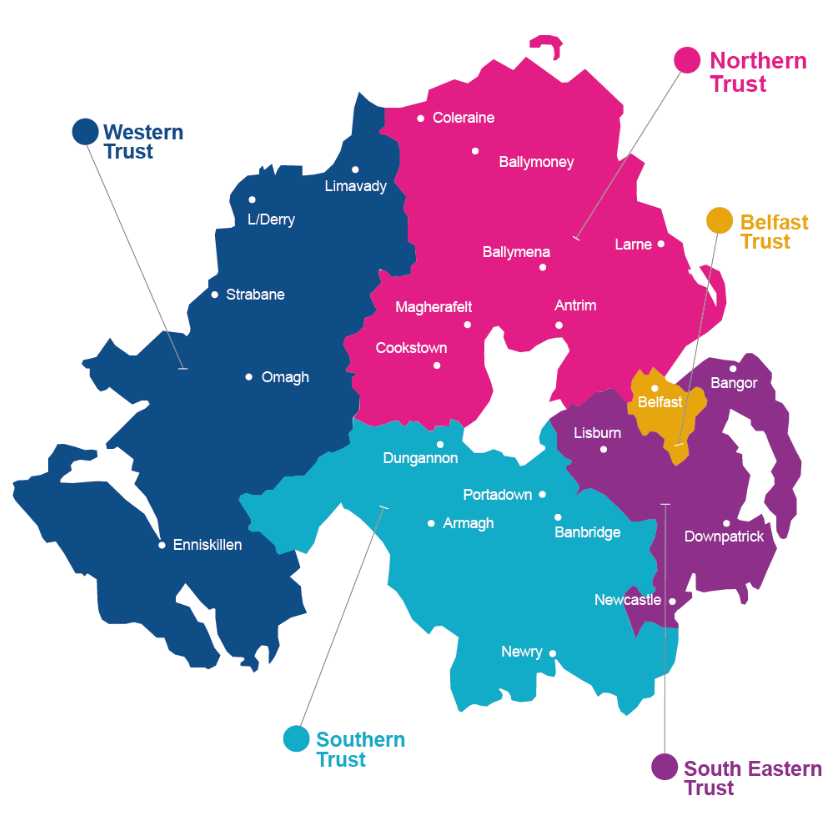 Northern
Trust
Western
Trust
Coleraine
Ballymoney
Limavady
L/Derry
Belfast
Trust
Ballymena
Larne
Strabane
Magherafelt
Antrim
Cookstown
Omagh
Bangor
Belfast
Lisburn
Dungannon
Portadown
Armagh
Banbridge
Downpatrick
Enniskillen
Newcastle
Newry
Southern
Trust
South Eastern
Trust